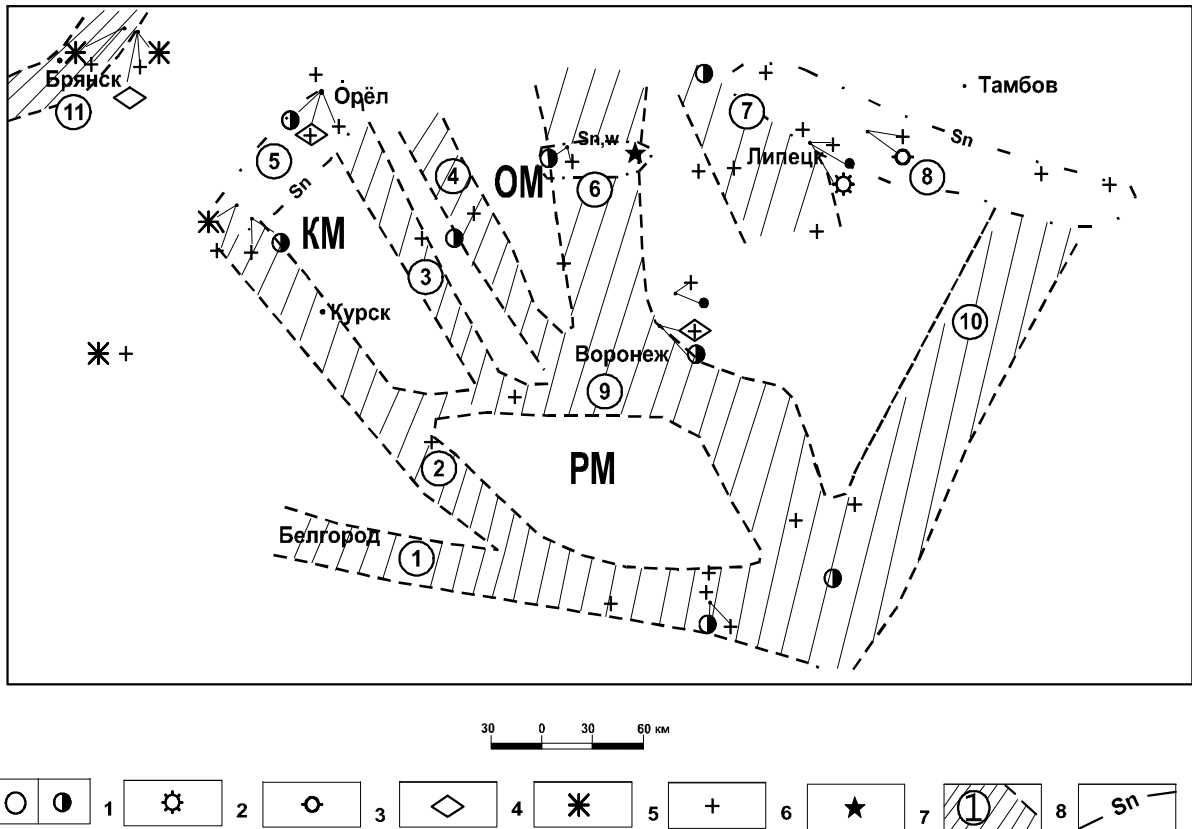 Брянск
11
Орёл
5
Sn
КМ
4
ОМ
Sn,w
6
7
Тамбов
Липецк
Sn
8
3
Курск
10
Воронеж
9
2
РМ
Белгород
1
30 0 30 60 км
1 2 3 4 5 6 7 1 8 Sn